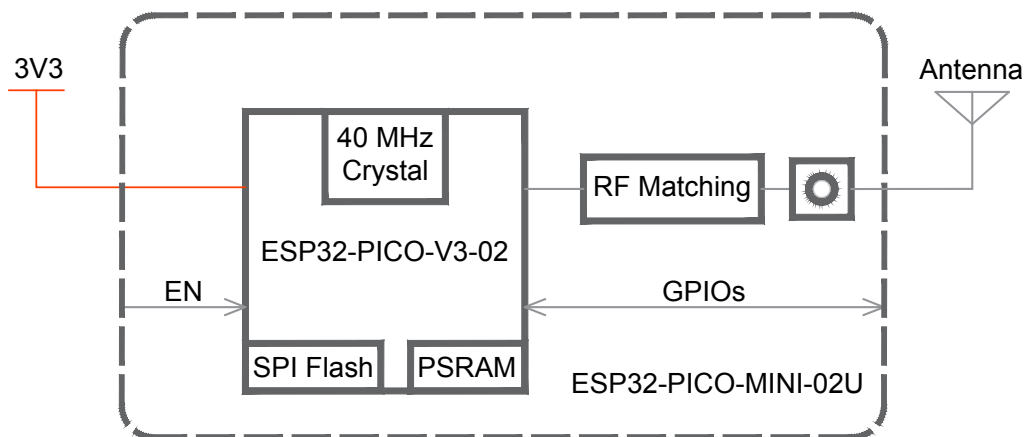 3V3
Antenna
40 MHz
Crystal
RF Matching
ESP32-PICO-V3-02
EN
GPIOs
SPI Flash
PSRAM
ESP32-PICO-MINI-02U